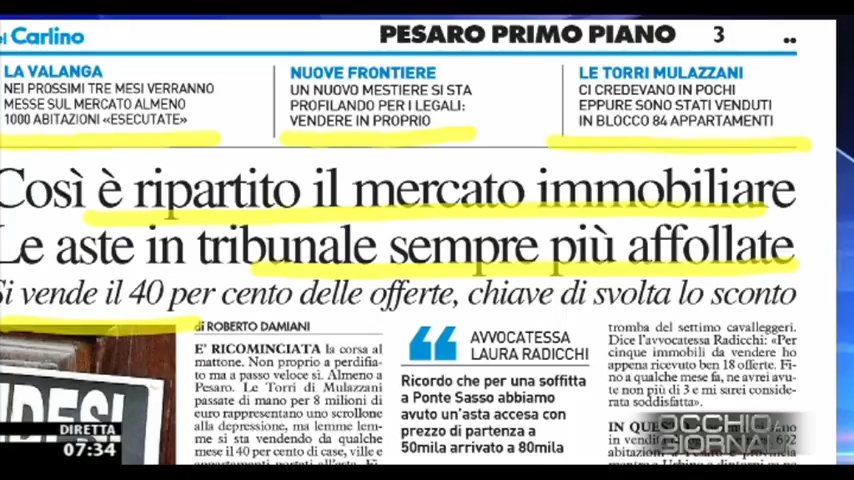 el Carlino
PESARO PRIMO PIANO 3
LA VALANGA
NEI PROSSIMI TRE MESI VERRANNO
MESSE SUL MERCATO ALMENO
1000 ABITAZIONI «ESECUTATE»
NUOVE FRONTIERE
UN NUOVO MESTIERE SI STA
PROFILANDO PER I LEGALI:
VENDERE IN PROPRIO
LE TORRI MULAZZANI
CI CREDEVANO IN POCHI
EPPURE SONO STATI VENDUTI
IN BLOCCO 84 APPARTAMENTI
Così è ripartito il mercato immobiliare
Le aste in tribunale sempre più affollate
Si vende il 40 per cento delle offerte, chiave di svolta lo sconto
di ROBERTO DAMIANI
E' RICOMINCIATA la corsa al
mattone. Non proprio a perdifia-
to ma a passo veloce sì. Almeno a
Pesaro. Le Torri di Mulazzani
passate di mano per 8 milioni di
euro rappresentano uno scrollone
alla depressione, ma lemme lem-
me si sta vendendo da qualche
mese il 40 per cento di case, ville e
AVVOCATESSA
LAURA RADICCHI
Ricordo che per una soffitta
a Ponte Sasso abbiamo
avuto un'asta accesa con
prezzo di partenza a
50mila arrivato a 80mila
tromba del settimo cavalleggeri.
Dice l'avvocatessa Radicchi: «Per
cinque immobili da vendere ho
appena ricevuto ben 18 offerte. Fi-
no a qualche mese fa, ne avrei avu-
te non più di 3 e mi sarei conside-
rata soddisfatta».
IN QUES
in vendita 692
abitazioni
OCCHIO
GIORNA
DIRETTA
07:34